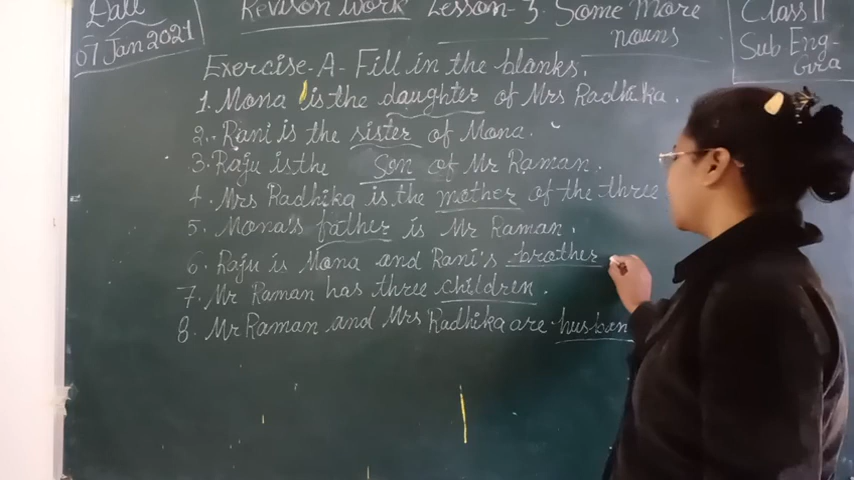 Date
07 Jan 2021
Revison Work Lesson-3. Some More
nouns
Class II
Sub Eng-
Gra
Exercise-A- Fill in the blanks.
1. Mona is the daughter of Mrs Radhika.
2. Rani is the sister of Mona.
3. Raju is the Son of Mr Raman.
4. Mrs Radhika is the mother of the three
5. Mona's father is Mr Raman.
6. Raju is Mona and Rani's brother
7. Mr Raman has three children.
8. Mr Raman and Mrs Radhika are husban